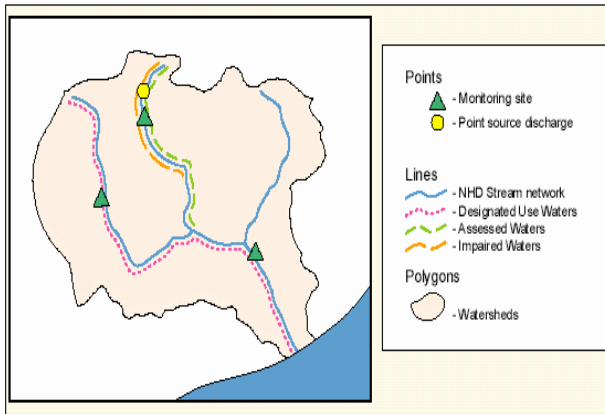 Points
- Monitoring site
- Point source discharge
Lines
- NHD Stream network
- Designated Use Waters
- Assessed Waters
- Impaired Waters
Polygons
- Watersheds